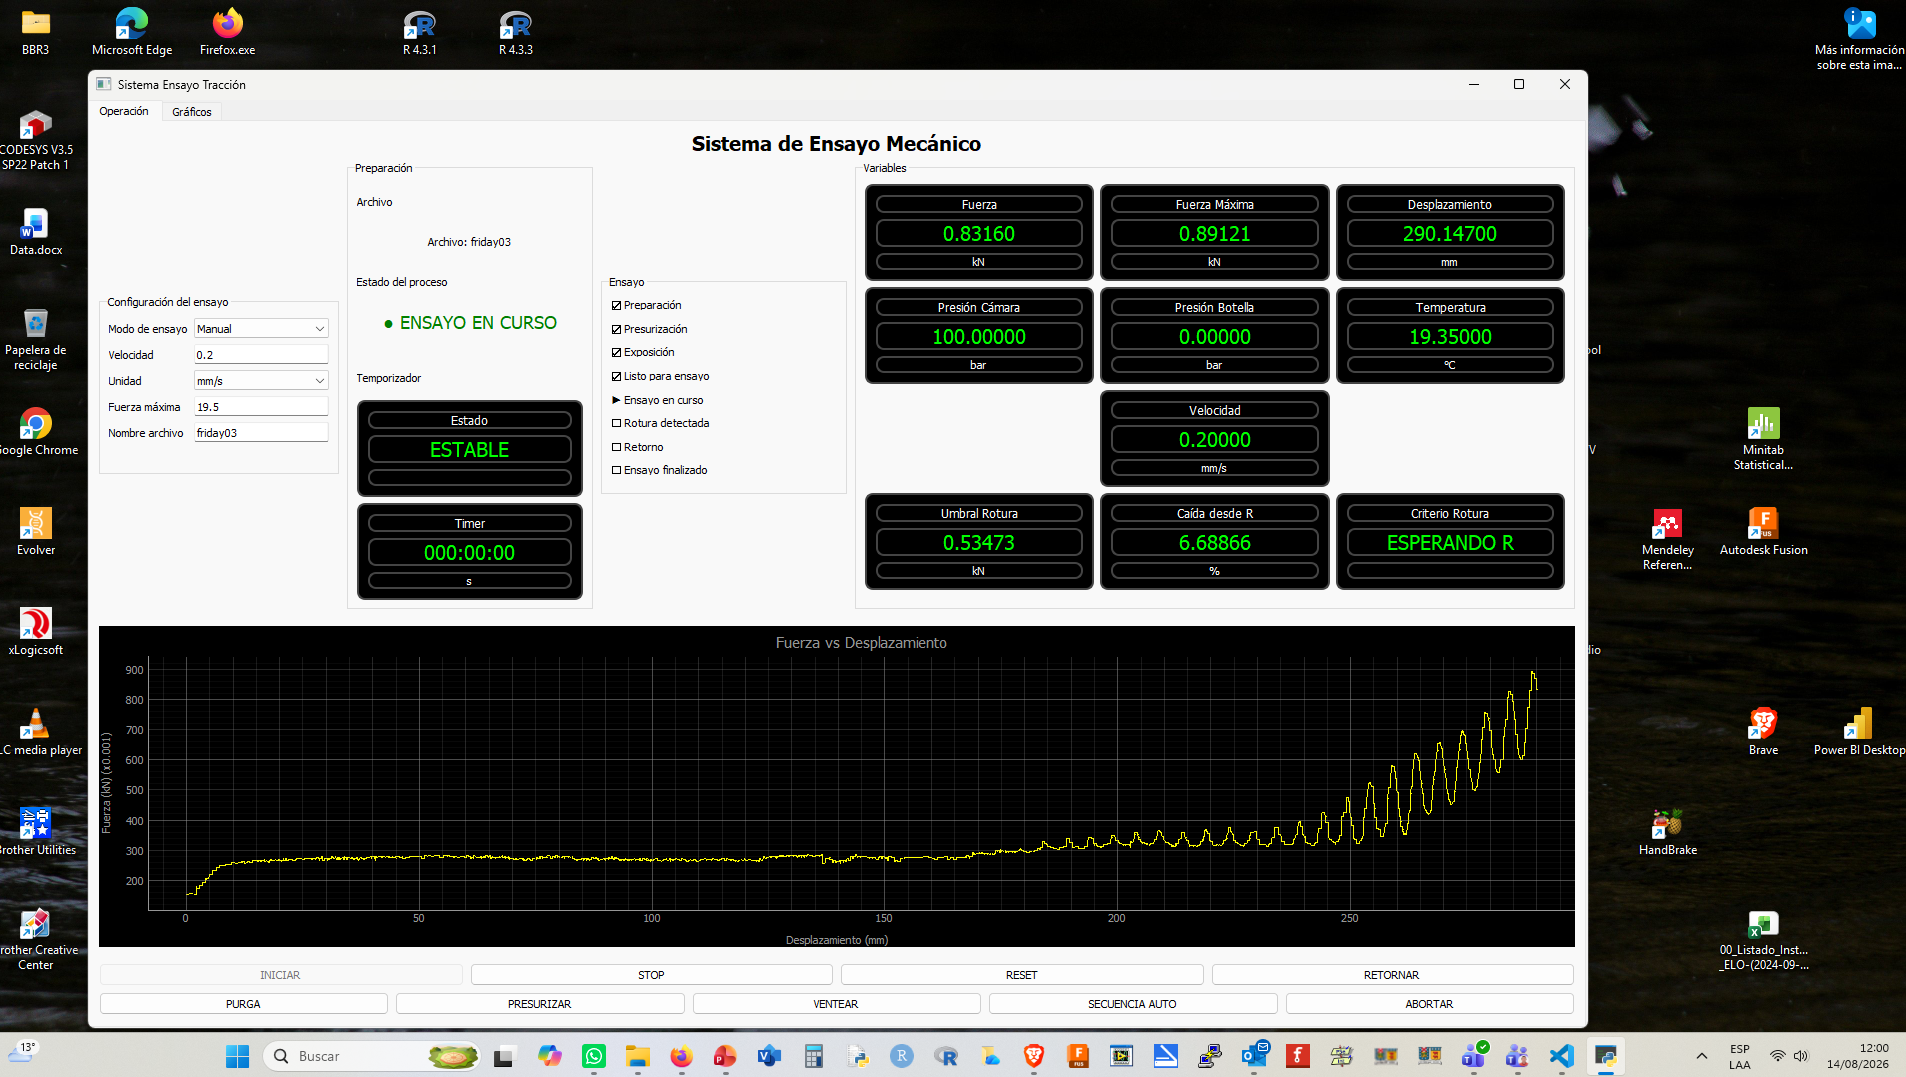 BBR3
Microsoft Edge
Firefox.exe
R 4.3.1
R 4.3.3
Más información
sobre esta ima...
CODESYS V3.5
SP22 Patch 1
Data.docx
Papelera de
reciclaje
Google Chrome
Evolver
xLogicsoft
LC media player
Brother Utilities
rother Creative
Center
Sistema Ensayo Tracción
Operación
Gráficos
Sistema de Ensayo Mecánico
Configuración del ensayo
Modo de ensayo
Manual
Velocidad
0.2
Unidad
mm/s
Fuerza máxima
19.5
Nombre archivo
friday03
Preparación
Archivo
Archivo: friday03
Estado del proceso
● ENSAYO EN CURSO
Temporizador
Estado
ESTABLE
Timer
000:00:00
s
Ensayo
Preparación
Presurización
Exposición
Listo para ensayo
Ensayo en curso
Rotura detectada
Retorno
Ensayo finalizado
Variables
Fuerza
0.83160
kN
Fuerza Máxima
0.89121
kN
Desplazamiento
290.14700
mm
Presión Cámara
100.00000
bar
Presión Botella
0.00000
bar
Temperatura
19.35000
°C
Velocidad
0.20000
mm/s
Umbral Rotura
0.53473
kN
Caída desde R
6.68866
%
Criterio Rotura
ESPERANDO R
Fuerza vs Desplazamiento
Fuerza (kN) (x0.001)
900
800
700
600
500
400
300
200
0
50
100
150
200
250
Desplazamiento (mm)
INICIAR
STOP
RESET
RETORNAR
PURGA
PRESURIZAR
VENTEAR
SECUENCIA AUTO
ABORTAR
Minitab
Statistical...
Mendeley
Referen...
Autodesk Fusion
Brave
Power BI Desktop
HandBrake
00_Listado_Inst...
_ELO-(2024-09-...
13°
Buscar
ESP
LAA
12:00
14/08/2026